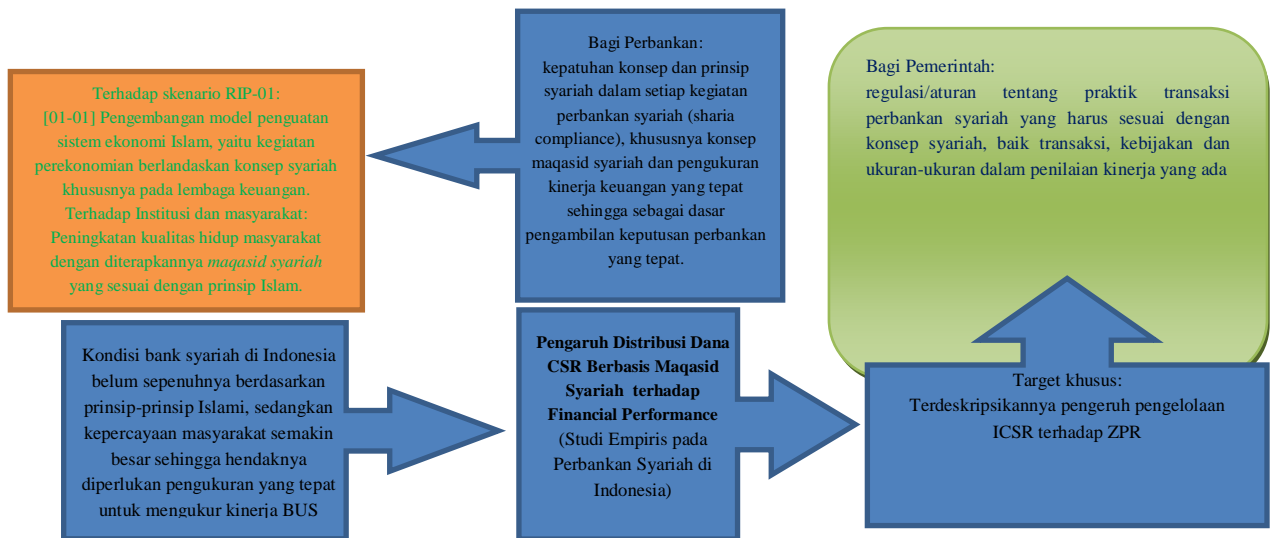 Terhadap skenario RIP-01:
[01-01] Pengembangan model penguatan
sistem ekonomi Islam, yaitu kegiatan
perekonomian berlandaskan konsep syariah
khususnya pada lembaga keuangan.
Terhadap Institusi dan masyarakat:
Peningkatan kualitas hidup masyarakat
dengan diterapkannya maqasid syariah
yang sesuai dengan prinsip Islam.
Bagi Perbankan:
kepatuhan konsep dan prinsip
syariah dalam setiap kegiatan
perbankan syariah (sharia
compliance), khususnya konsep
maqasid syariah dan pengukuran
kinerja keuangan yang tepat
sehingga sebagai dasar
pengambilan keputusan perbankan
yang tepat.
Bagi Pemerintah:
regulasi/aturan tentang praktik transaksi
perbankan syariah yang harus sesuai dengan
konsep syariah, baik transaksi, kebijakan dan
ukuran-ukuran dalam penilaian kinerja yang ada
Kondisi bank syariah di Indonesia
belum sepenuhnya berdasarkan
prinsip-prinsip Islami, sedangkan
kepercayaan masyarakat semakin
besar sehingga hendaknya
diperlukan pengukuran yang tepat
untuk mengukur kinerja BUS
Pengaruh Distribusi Dana
CSR Berbasis Maqasid
Syariah terhadap
Financial Performance
(Studi Empiris pada
Perbankan Syariah di
Indonesia)
Target khusus:
Terdeskripsikannya pengeruh pengelolaan
ICSR terhadap ZPR